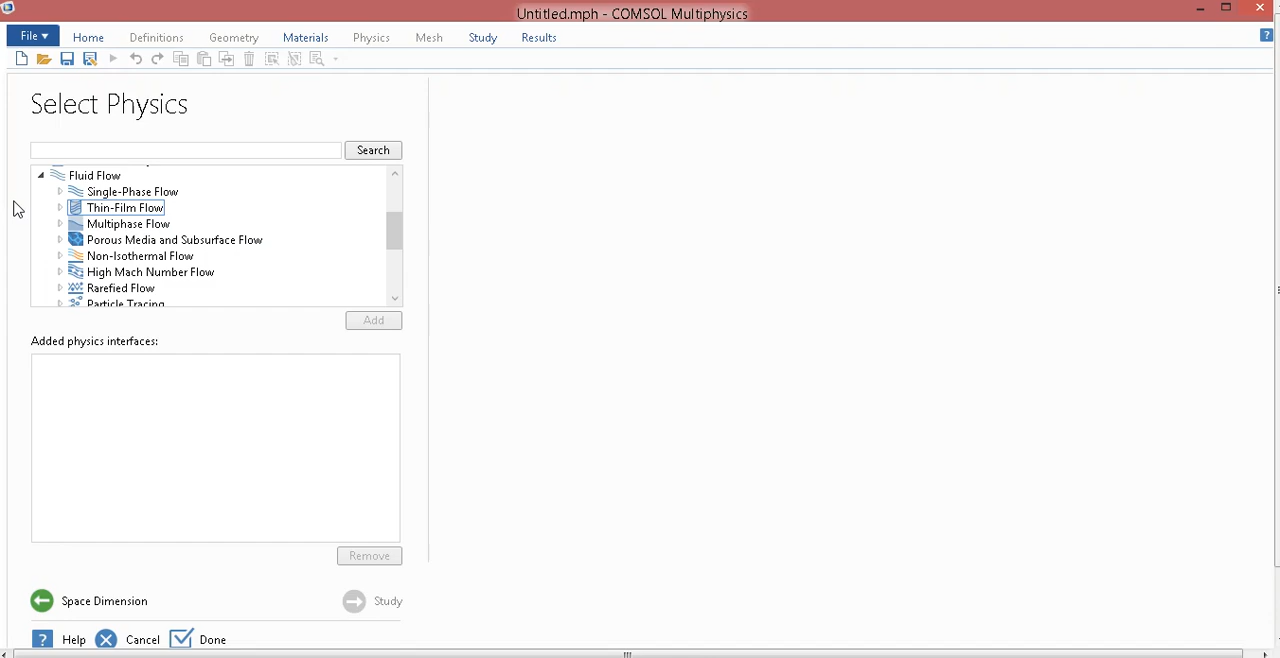 Untitled.mph - COMSOL Multiphysics
File Home Definitions Geometry Materials Physics Mesh Study Results
Select Physics
Search
Fluid Flow
Single-Phase Flow
Thin-Film Flow
Multiphase Flow
Porous Media and Subsurface Flow
Non-Isothermal Flow
High Mach Number Flow
Rarefied Flow
Particle Tracing
Add
Added physics interfaces:
Remove
Space Dimension Study
? Help Cancel Done